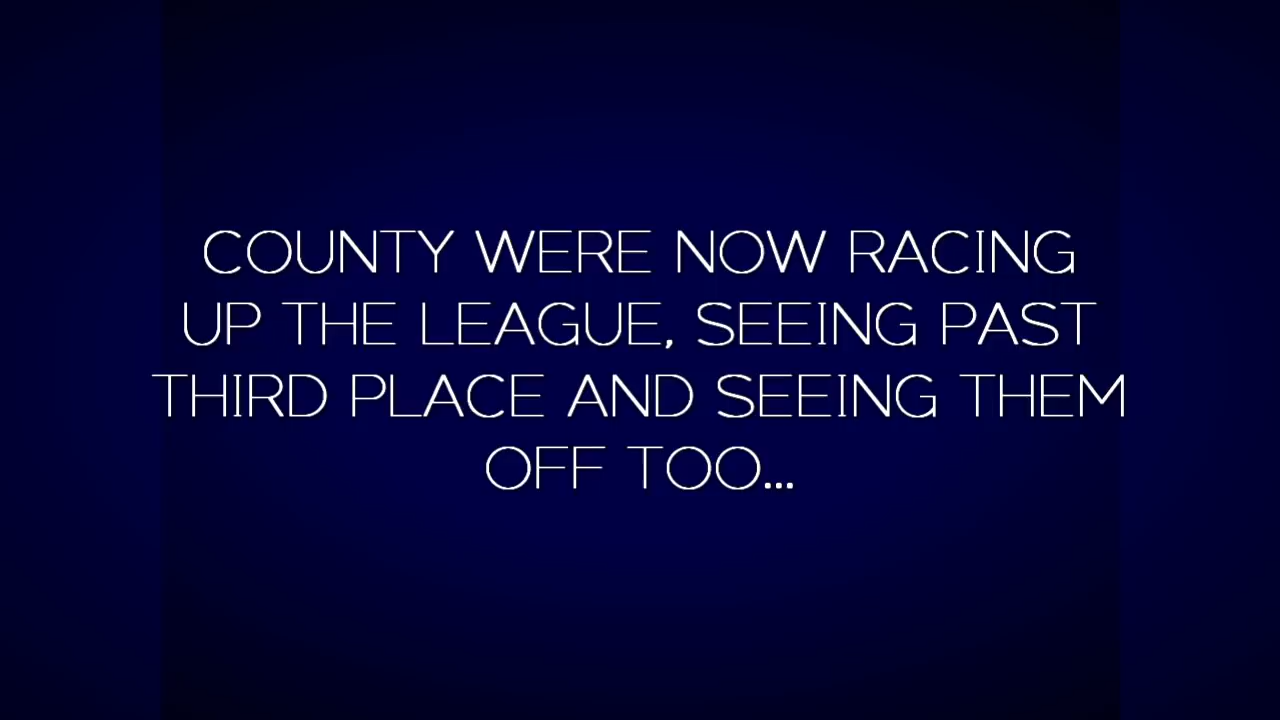 COUNTY WERE NOW RACING
UP THE LEAGUE, SEEING PAST
THIRD PLACE AND SEEING THEM
OFF TOO...